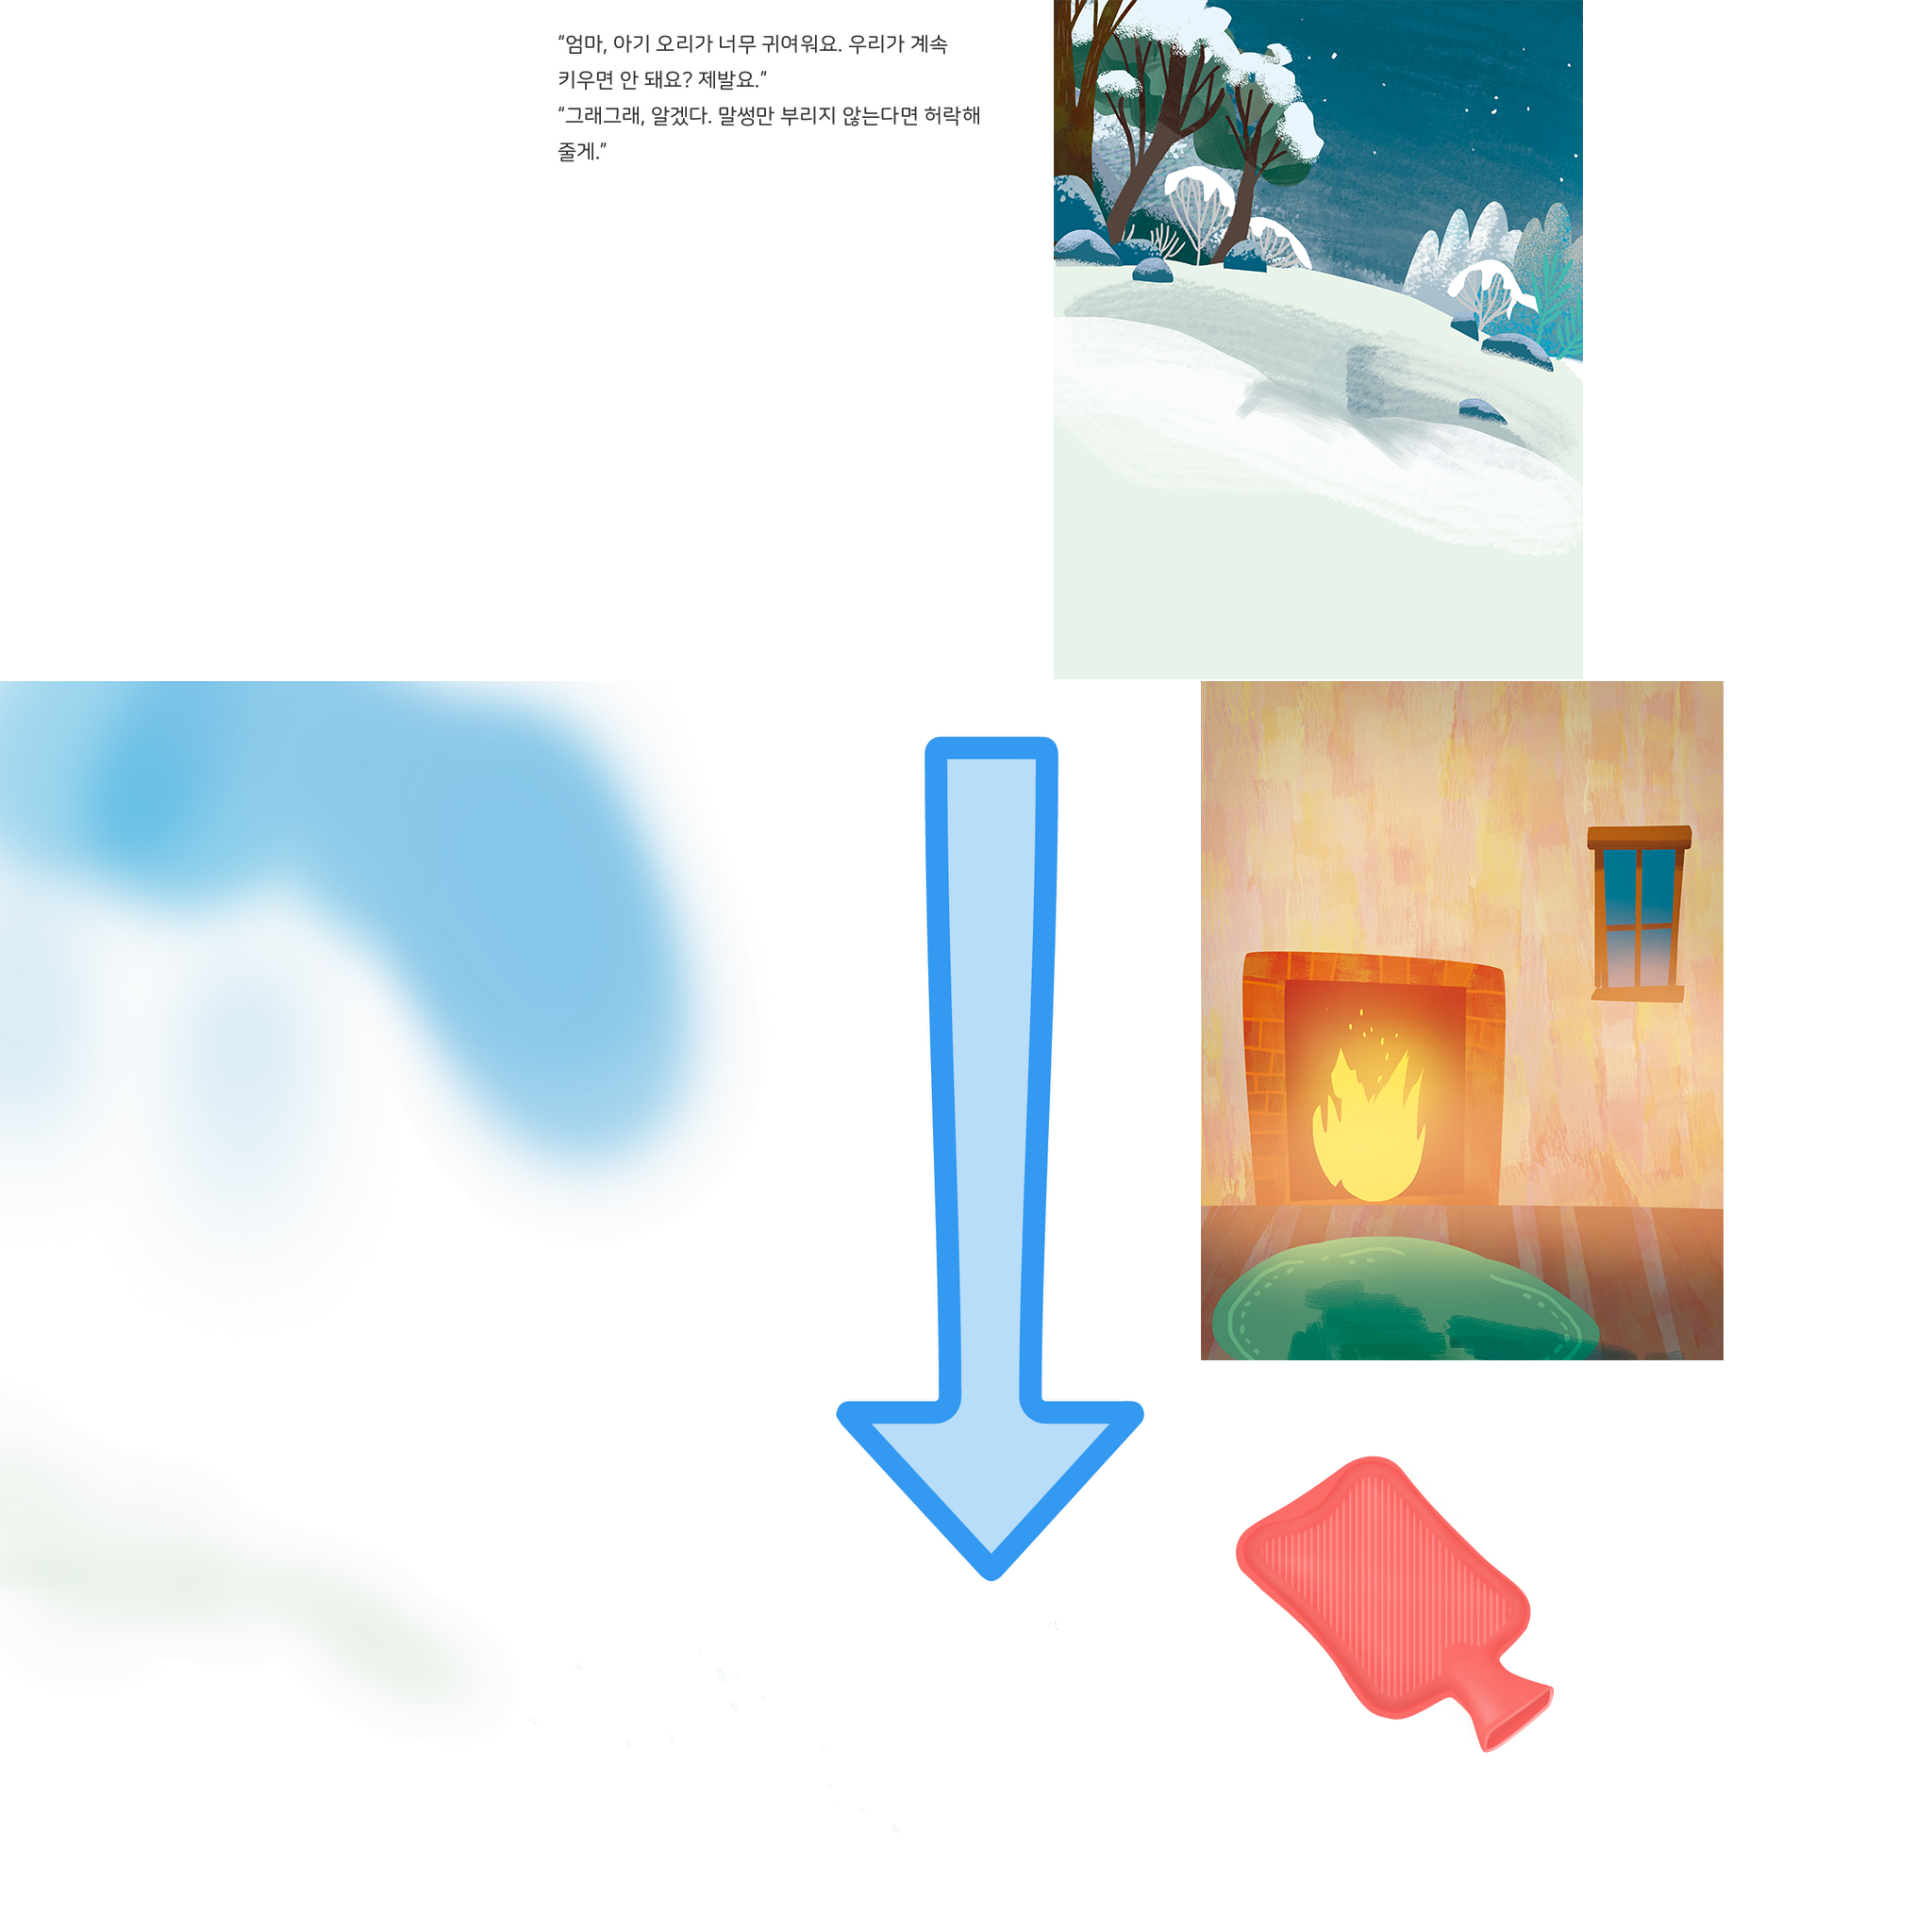 “엄마, 아기 오리가 너무 귀여워요. 우리가 계속
키우면 안 돼요? 제발요.”
“그래그래, 알겠다. 말썽만 부리지 않는다면 허락해
줄게.”